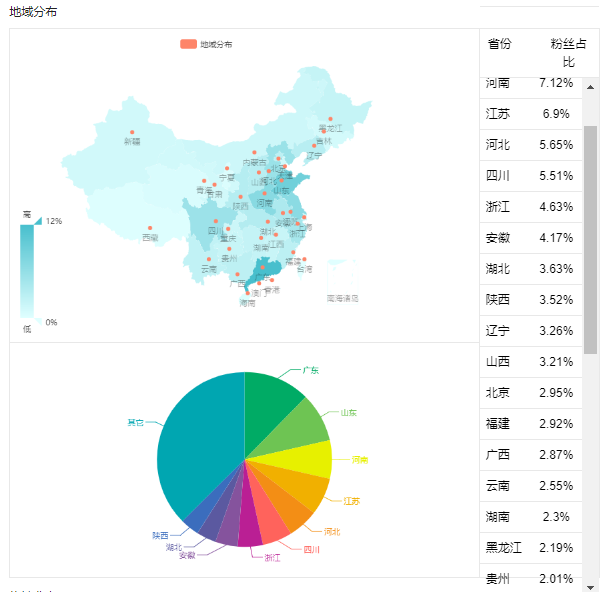 地域分布
地域分布
黑龙江
吉林
辽宁
新疆
内蒙古
北京
天津
宁夏
山西
河北
青海
甘肃
山东
陕西
河南
四川
重庆
湖北
安徽
江苏
上海
浙江
西藏
湖南
江西
贵州
福建
云南
台湾
广西
广东
香港
澳门
海南
南海诸岛
高
12%
0%
低
广东
山东
河南
江苏
河北
四川
浙江
安徽
湖北
陕西
其它
省份 粉丝占比
河南 7.12%
江苏 6.9%
河北 5.65%
四川 5.51%
浙江 4.63%
安徽 4.17%
湖北 3.63%
陕西 3.52%
辽宁 3.26%
山西 3.21%
北京 2.95%
福建 2.92%
广西 2.87%
云南 2.55%
湖南 2.3%
黑龙江 2.19%
贵州 2.01%